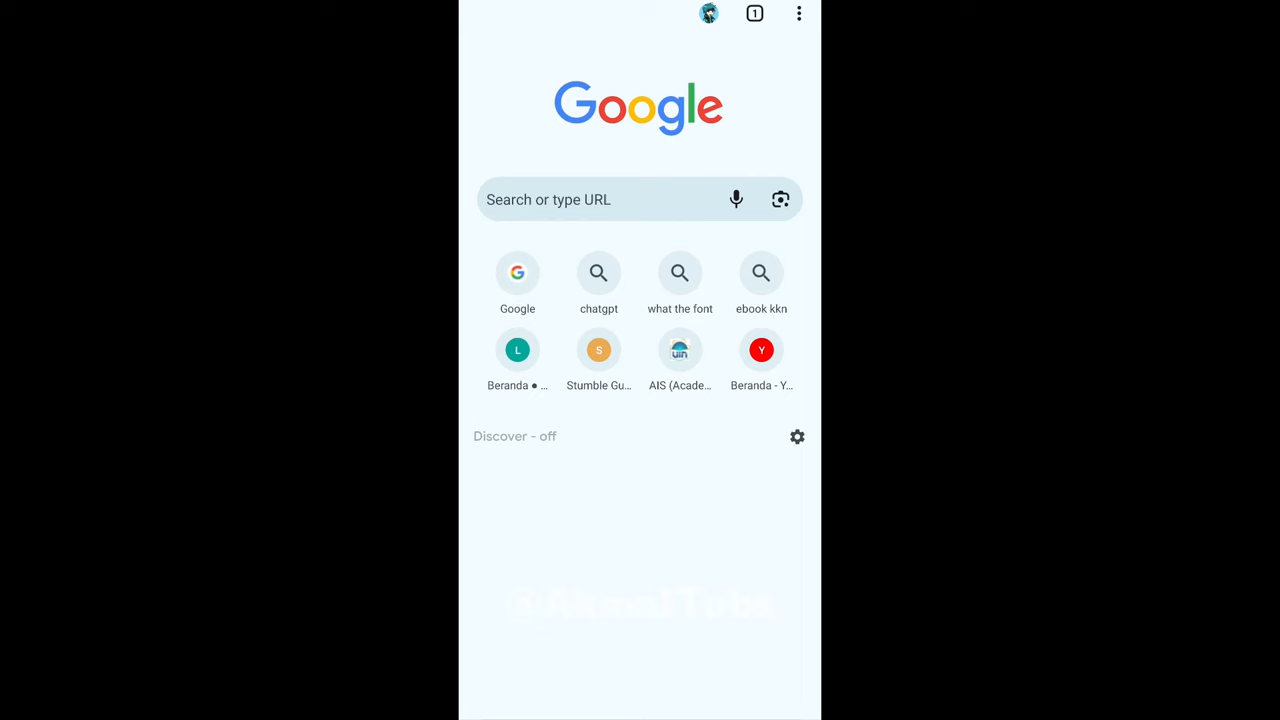 1
Google
Search or type URL
Google chatgpt what the font ebook kkn
L S uin Y
Beranda ● ... Stumble Gu... AIS (Acade... Beranda - Y...
Discover - off